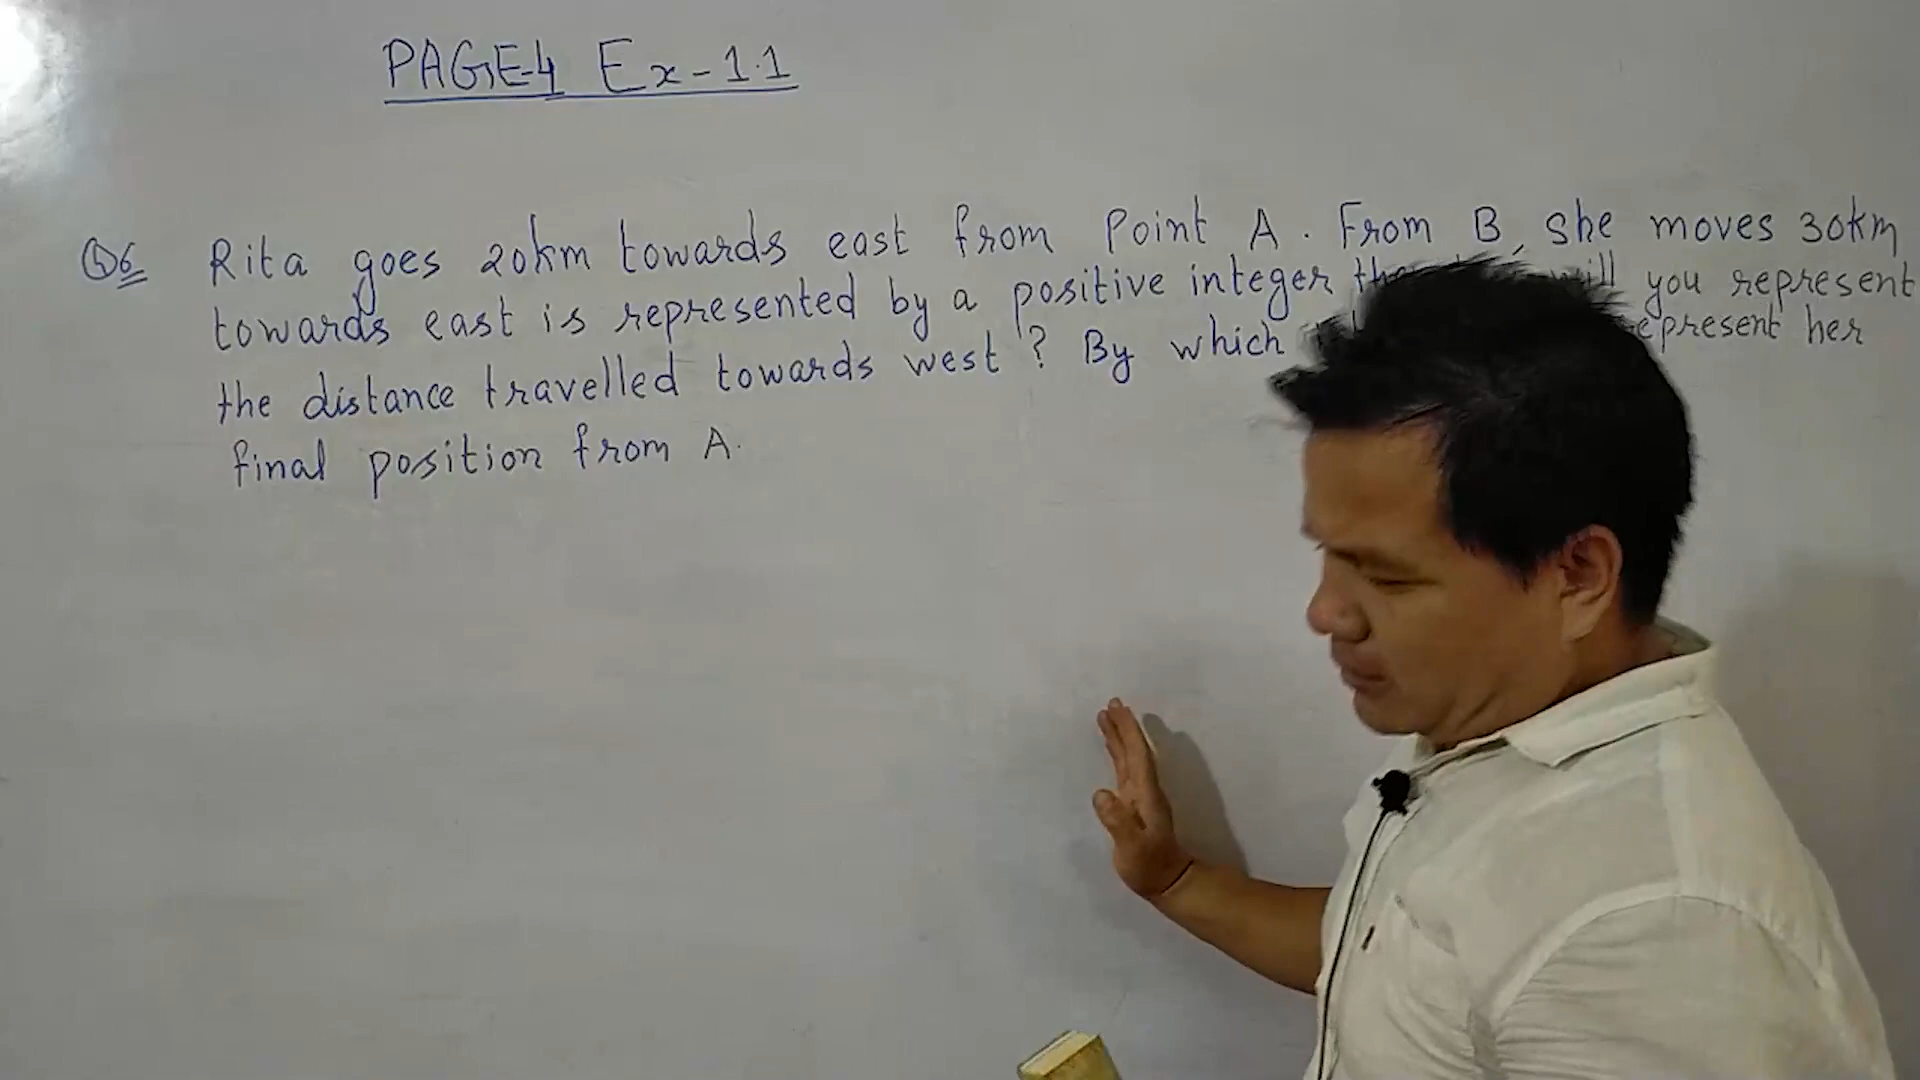 PAGE-4 Ex-1.1
Q6 Rita goes 20km towards east from Point A. From B, she moves 30km
towards east is represented by a positive integer will you represent
the distance travelled towards west? By which represent her
final position from A.